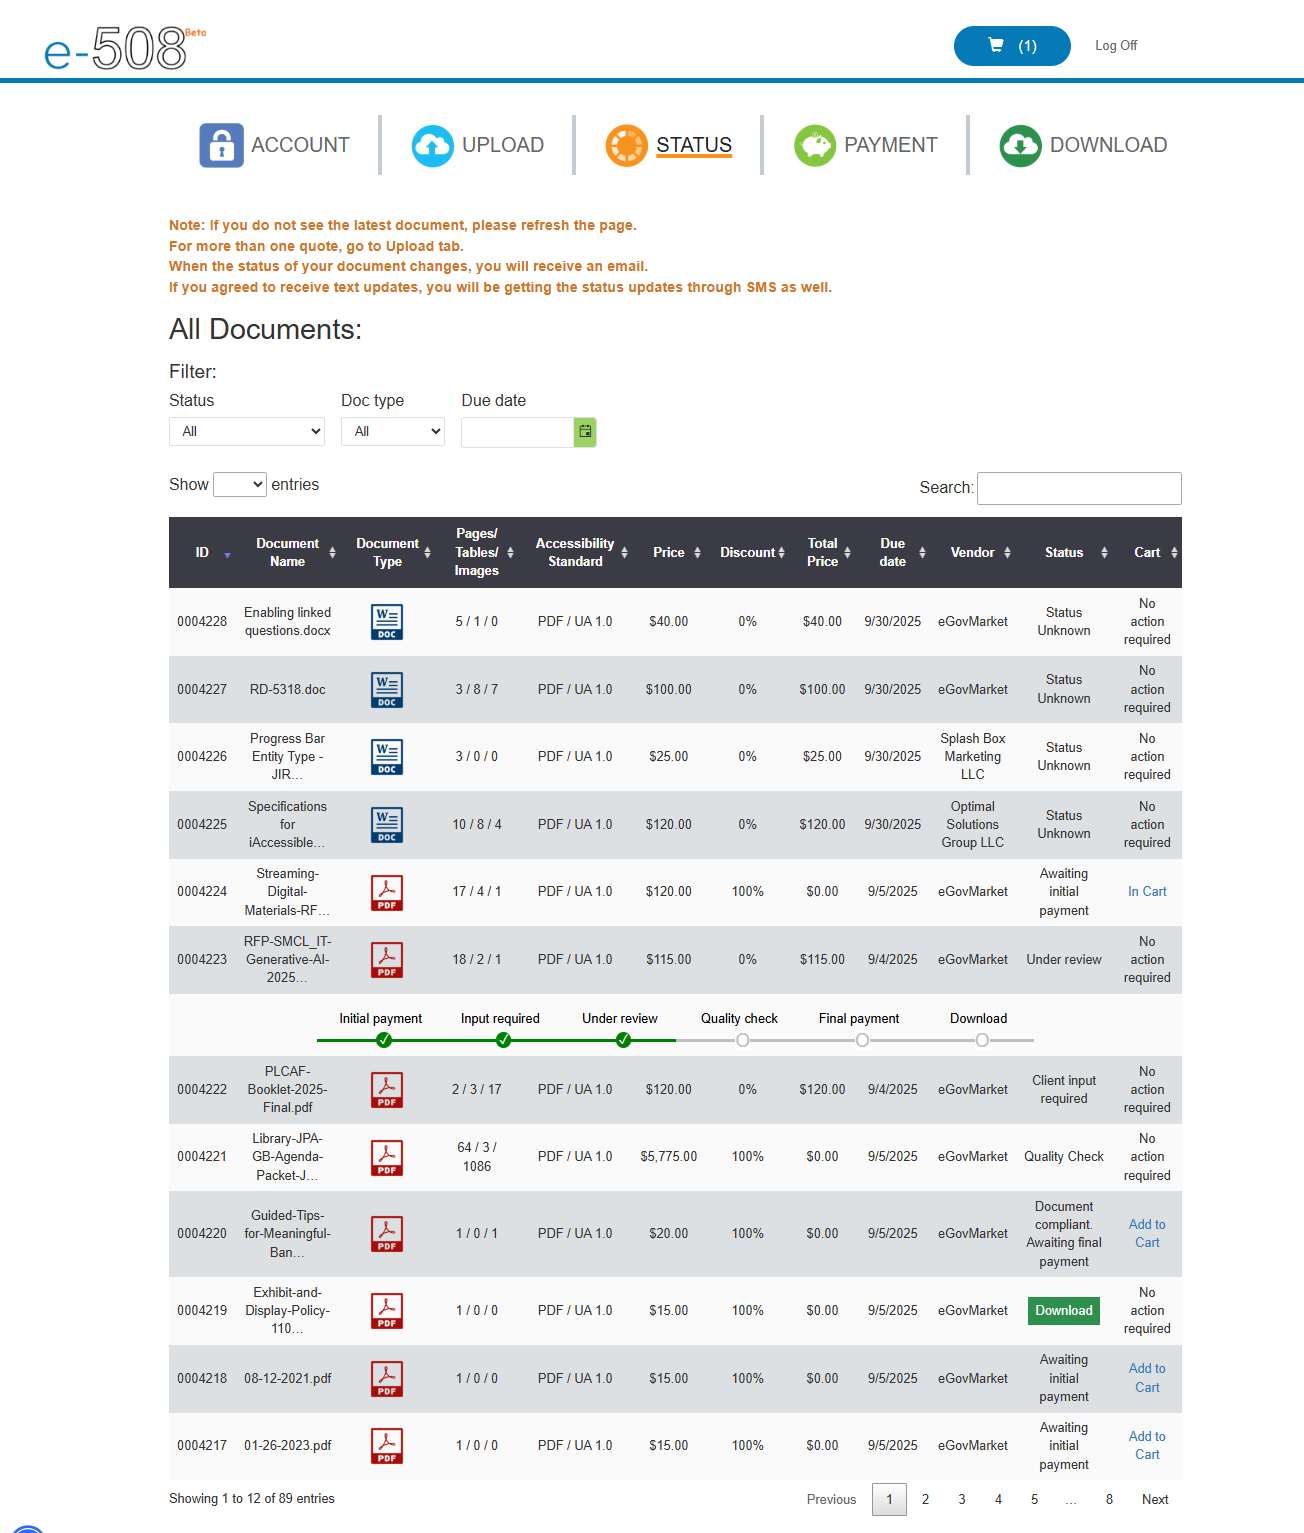 e-508 Beta
(1)
Log Off
ACCOUNT
UPLOAD
STATUS
PAYMENT
DOWNLOAD
Note: If you do not see the latest document, please refresh the page.
For more than one quote, go to Upload tab.
When the status of your document changes, you will receive an email.
If you agreed to receive text updates, you will be getting the status updates through SMS as well.
All Documents:
Filter:
Status Doc type Due date
All All
Show entries Search:
ID Document Name Document Type Pages/ Tables/ Images Accessibility Standard Price Discount Total Price Due date Vendor Status Cart
0004228 Enabling linked questions.docx DOC 5 / 1 / 0 PDF / UA 1.0 $40.00 0% $40.00 9/30/2025 eGovMarket Status Unknown No action required
0004227 RD-5318.doc DOC 3 / 8 / 7 PDF / UA 1.0 $100.00 0% $100.00 9/30/2025 eGovMarket Status Unknown No action required
0004226 Progress Bar Entity Type - JIR... DOC 3 / 0 / 0 PDF / UA 1.0 $25.00 0% $25.00 9/30/2025 Splash Box Marketing LLC Status Unknown No action required
0004225 Specifications for iAccessible... DOC 10 / 8 / 4 PDF / UA 1.0 $120.00 0% $120.00 9/30/2025 Optimal Solutions Group LLC Status Unknown No action required
0004224 Streaming-Digital-Materials-RF... PDF 17 / 4 / 1 PDF / UA 1.0 $120.00 100% $0.00 9/5/2025 eGovMarket Awaiting initial payment In Cart
0004223 RFP-SMCL_IT-Generative-AI-2025... PDF 18 / 2 / 1 PDF / UA 1.0 $115.00 0% $115.00 9/4/2025 eGovMarket Under review No action required
Initial payment Input required Under review Quality check Final payment Download
0004222 PLCAF-Booklet-2025-Final.pdf PDF 2 / 3 / 17 PDF / UA 1.0 $120.00 0% $120.00 9/4/2025 eGovMarket Client input required No action required
0004221 Library-JPA-GB-Agenda-Packet-J... PDF 64 / 3 / 1086 PDF / UA 1.0 $5,775.00 100% $0.00 9/5/2025 eGovMarket Quality Check No action required
0004220 Guided-Tips-for-Meaningful-Ban... PDF 1 / 0 / 1 PDF / UA 1.0 $20.00 100% $0.00 9/5/2025 eGovMarket Document compliant. Awaiting final payment Add to Cart
0004219 Exhibit-and-Display-Policy-110... PDF 1 / 0 / 0 PDF / UA 1.0 $15.00 100% $0.00 9/5/2025 eGovMarket Download No action required
0004218 08-12-2021.pdf PDF 1 / 0 / 0 PDF / UA 1.0 $15.00 100% $0.00 9/5/2025 eGovMarket Awaiting initial payment Add to Cart
0004217 01-26-2023.pdf PDF 1 / 0 / 0 PDF / UA 1.0 $15.00 100% $0.00 9/5/2025 eGovMarket Awaiting initial payment Add to Cart
Showing 1 to 12 of 89 entries Previous 1 2 3 4 5 ... 8 Next